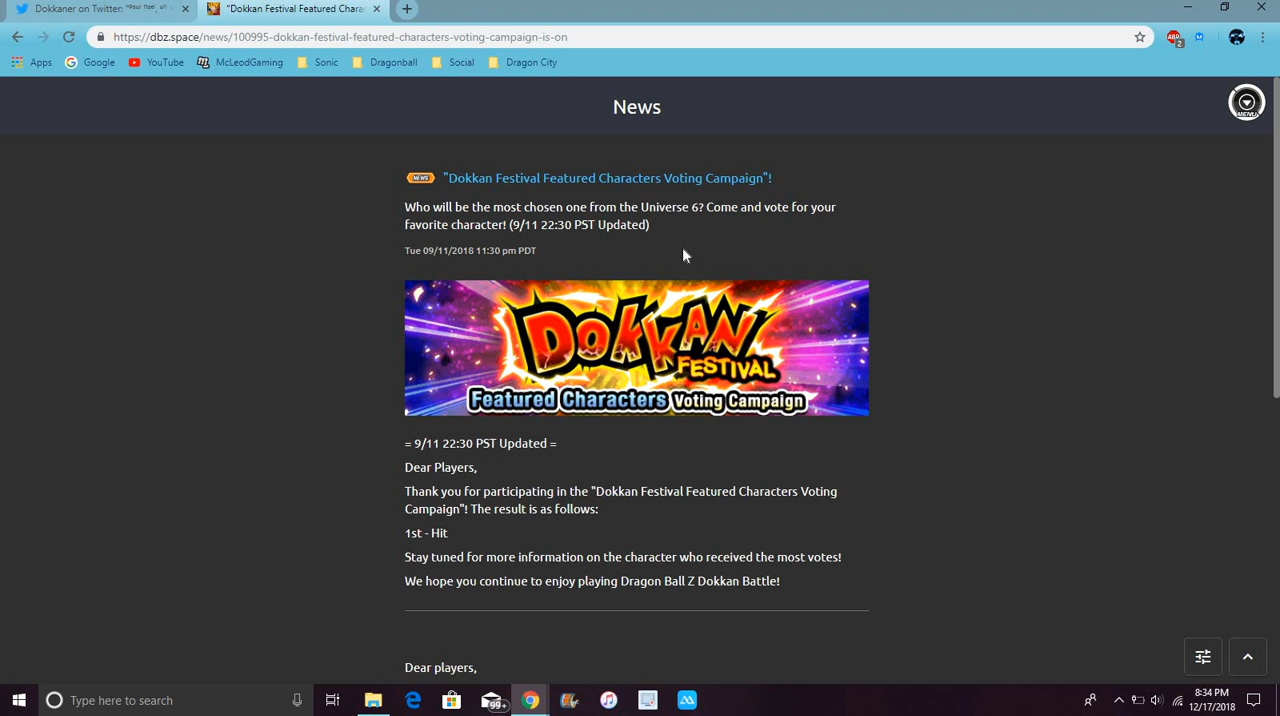 Dokkaner on Twitter:
"Dokkan Festival Featured Chara
https://dbz.space/news/100995-dokkan-festival-featured-characters-voting-campaign-is-on
ABP
2
Apps
Google
YouTube
McLeodGaming
Sonic
Dragonball
Social
Dragon City
News
MENU
NEWS
"Dokkan Festival Featured Characters Voting Campaign"!
Who will be the most chosen one from the Universe 6? Come and vote for your
favorite character! (9/11 22:30 PST Updated)
Tue 09/11/2018 11:30 pm PDT
DOKKAN
FESTIVAL
Featured Characters Voting Campaign
= 9/11 22:30 PST Updated =
Dear Players,
Thank you for participating in the "Dokkan Festival Featured Characters Voting
Campaign"! The result is as follows:
1st - Hit
Stay tuned for more information on the character who received the most votes!
We hope you continue to enjoy playing Dragon Ball Z Dokkan Battle!
Dear players,
Type here to search
99+
8:34 PM
12/17/2018